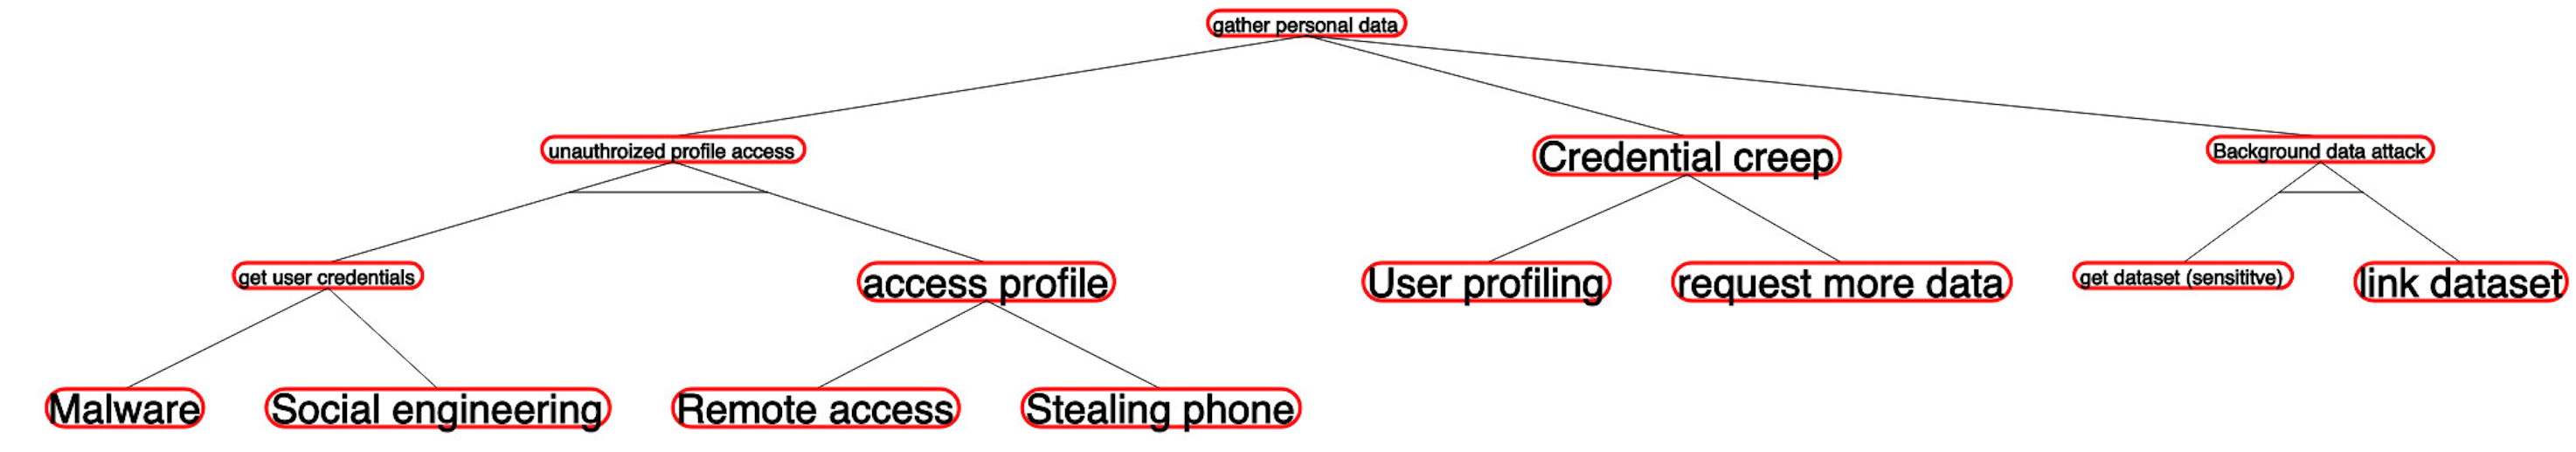 gather personal data
unauthroized profile access
Credential creep
Background data attack
get user credentials
access profile
User profiling
request more data
get dataset (sensititve)
link dataset
Malware
Social engineering
Remote access
Stealing phone